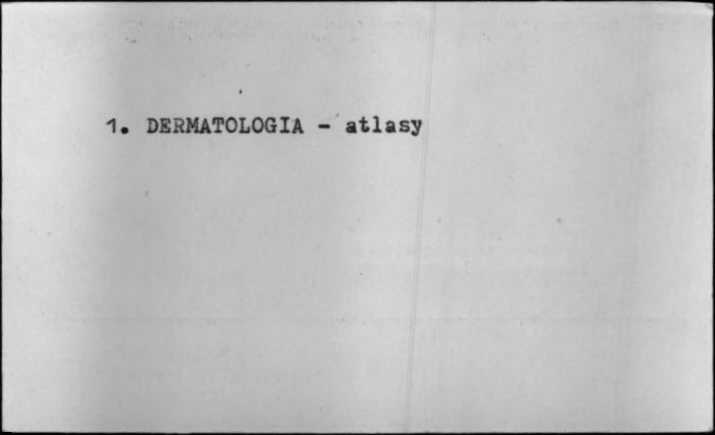 1. DERMATOLOGIA - atlasy